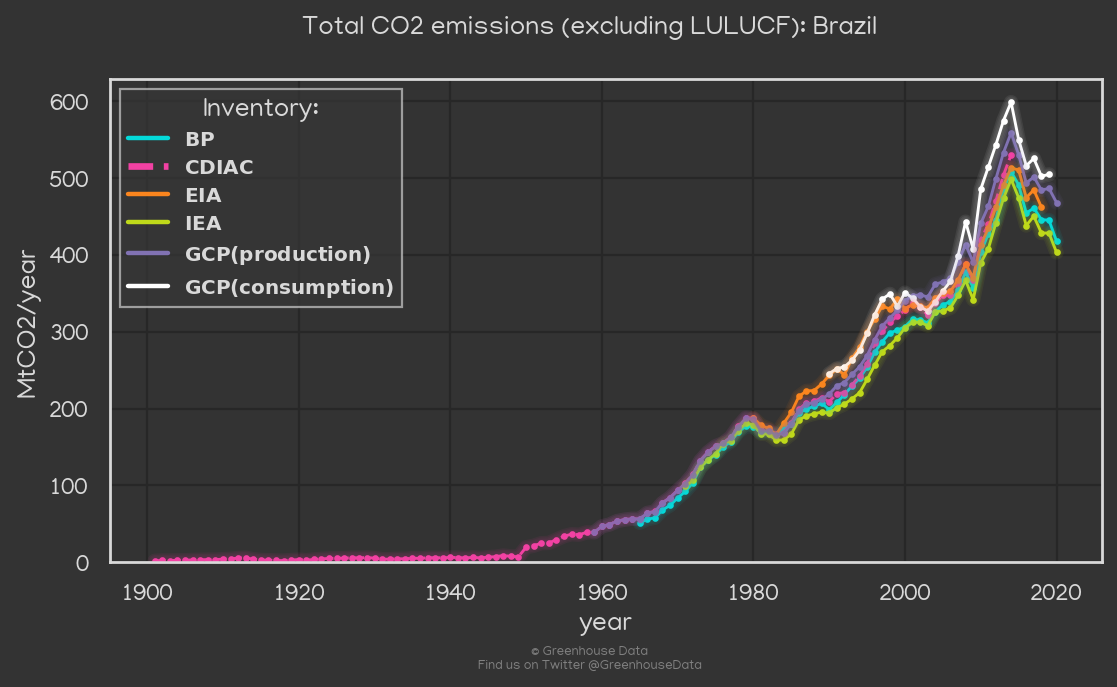 Total CO2 emissions (excluding LULUCF): Brazil
Inventory:
BP
CDIAC
EIA
IEA
GCP(production)
GCP(consumption)
MtCO2/year
600
500
400
300
200
100
0
1900 1920 1940 1960 1980 2000 2020
year
© Greenhouse Data
Find us on Twitter @GreenhouseData